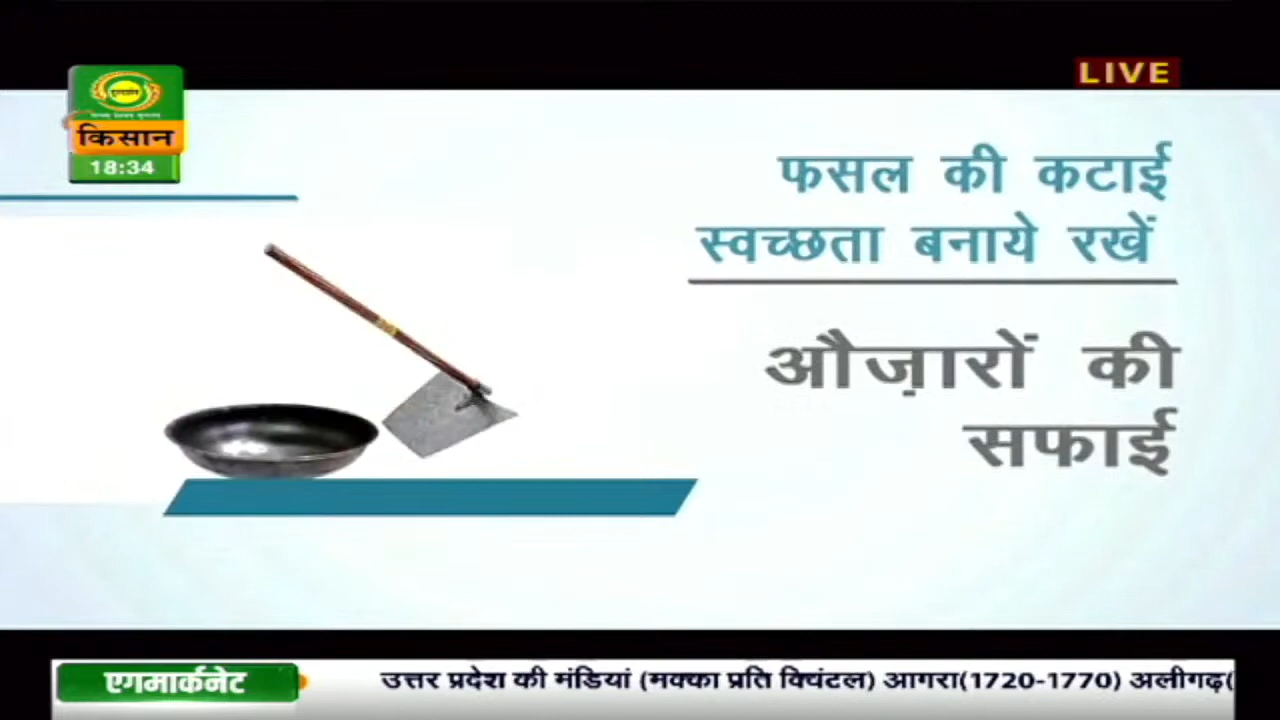 LIVE
किसान
18:34
फसल की कटाई
स्वच्छता बनाये रखें
औज़ारों की
सफाई
एगमार्कनेट
उत्तर प्रदेश की मंडियां (मक्का प्रति क्विंटल) आगरा(1720-1770) अलीगढ़(